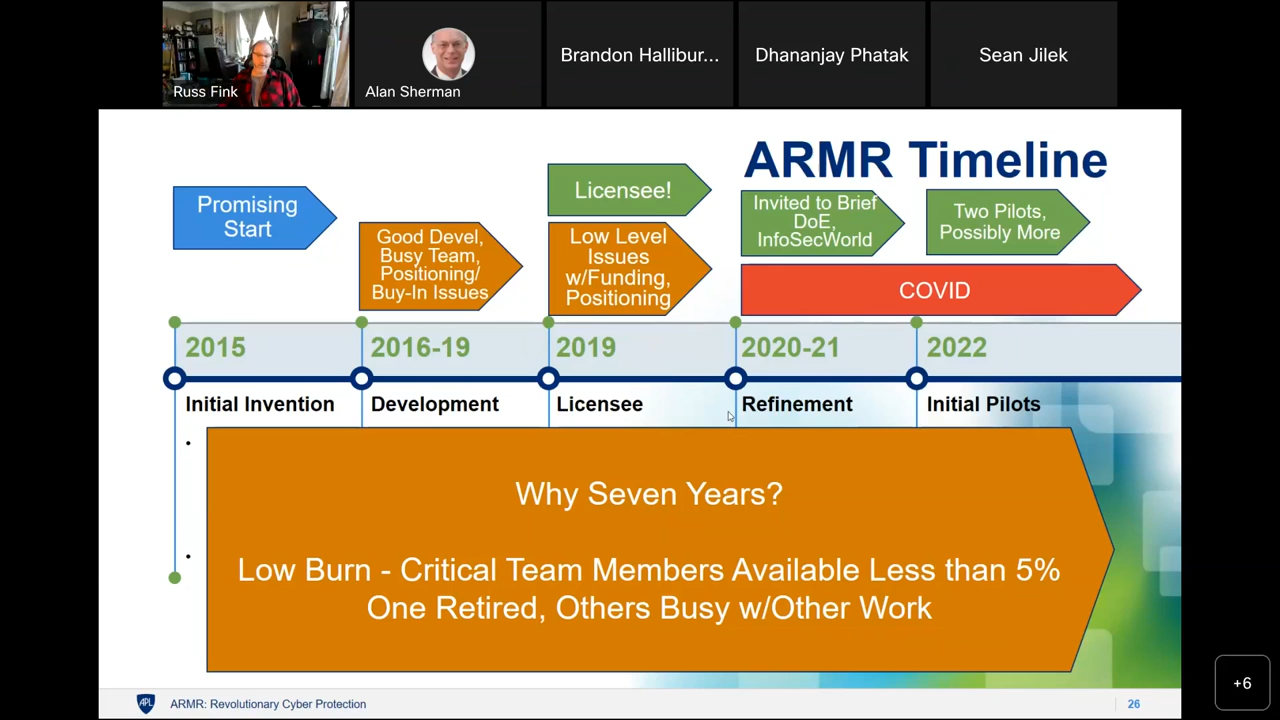 Russ Fink
Alan Sherman
Brandon Hallibur...
Dhananjay Phatak
Sean Jilek
ARMR Timeline
Promising
Start
Good Devel,
Busy Team,
Positioning/
Buy-In Issues
Licensee!
Low Level
Issues
w/Funding,
Positioning
Invited to Brief
DoE,
InfoSecWorld
Two Pilots,
Possibly More
COVID
2015
2016-19
2019
2020-21
2022
Initial Invention
Development
Licensee
Refinement
Initial Pilots
Why Seven Years?
Low Burn - Critical Team Members Available Less than 5%
One Retired, Others Busy w/Other Work
APL
ARMR: Revolutionary Cyber Protection
26
+6